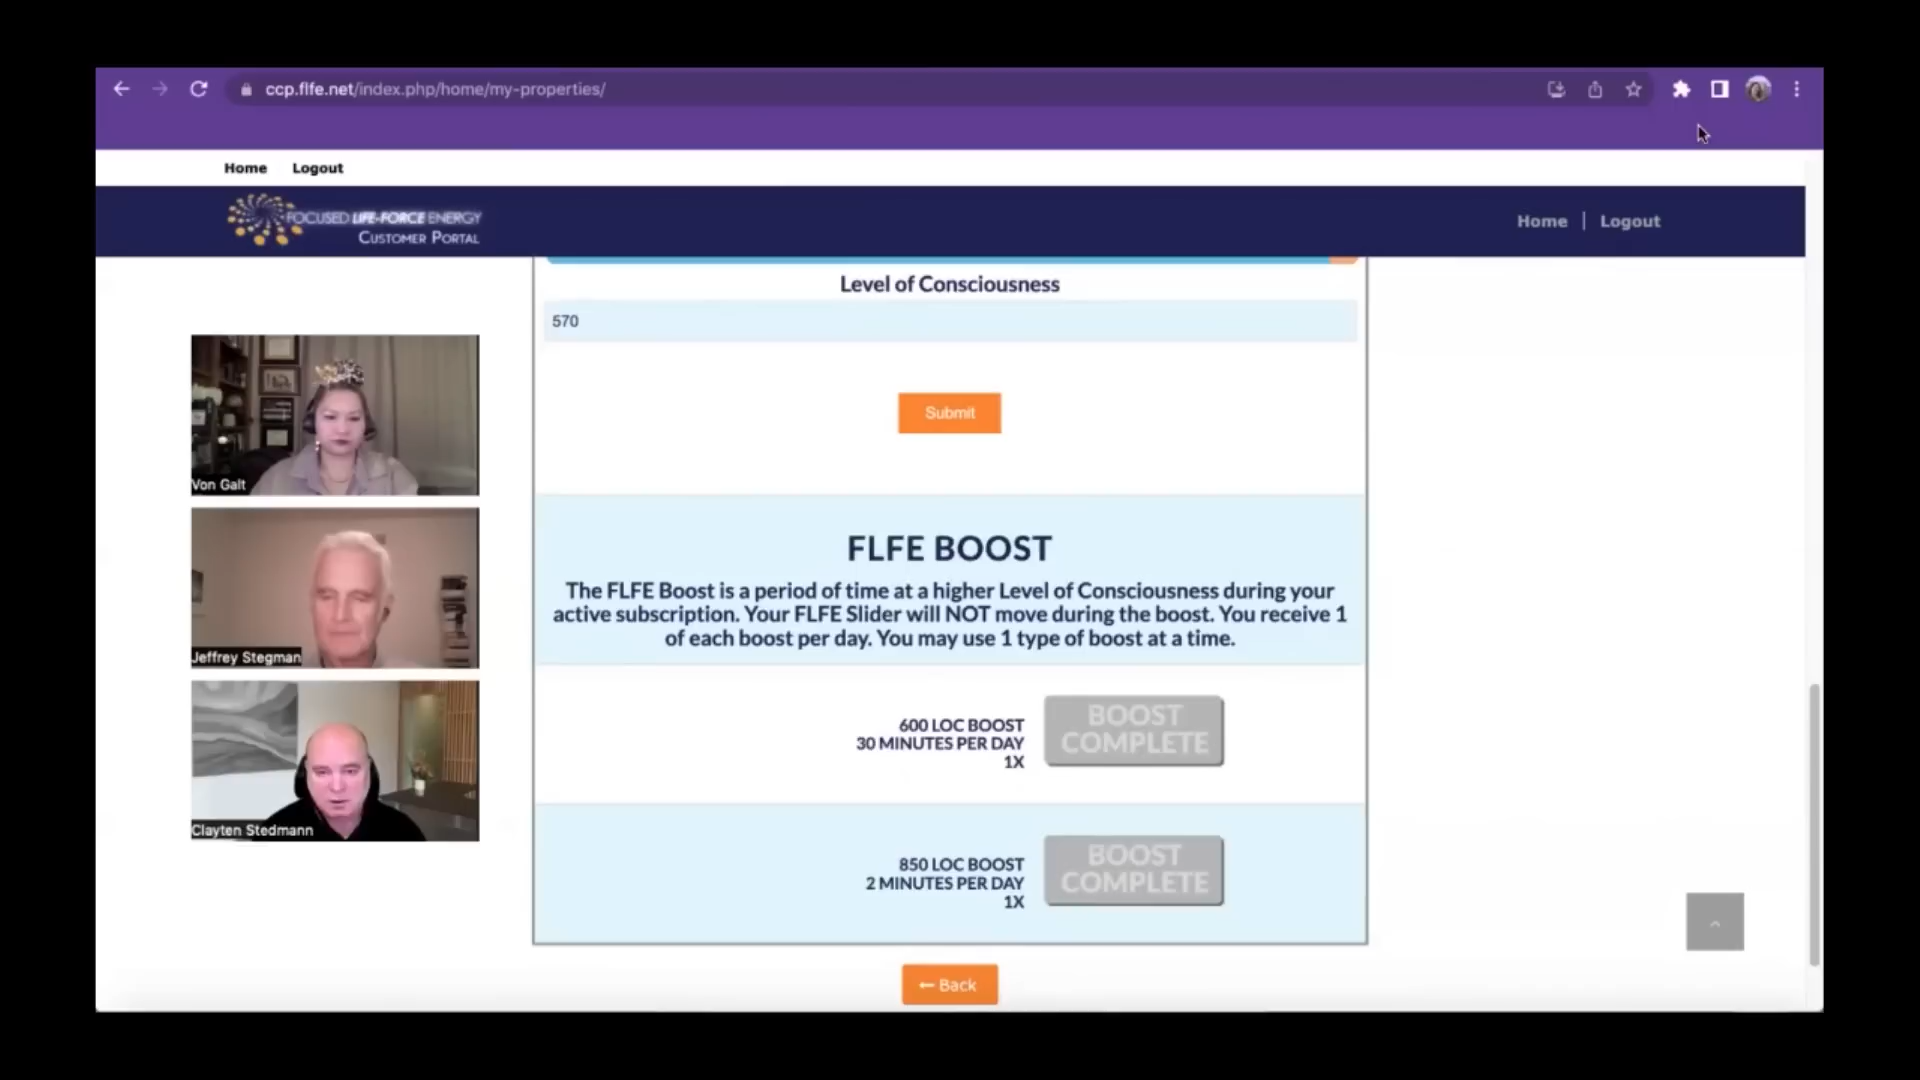 ccp.flfe.net/index.php/home/my-properties/
Home Logout
FOCUSED LIFE-FORCE ENERGY
CUSTOMER PORTAL
Home | Logout
Level of Consciousness
570
Submit
Von Galt
Jeffrey Stegman
Clayten Stedmann
FLFE BOOST
The FLFE Boost is a period of time at a higher Level of Consciousness during your
active subscription. Your FLFE Slider will NOT move during the boost. You receive 1
of each boost per day. You may use 1 type of boost at a time.
600 LOC BOOST
30 MINUTES PER DAY
1X
BOOST
COMPLETE
850 LOC BOOST
2 MINUTES PER DAY
1X
BOOST
COMPLETE
← Back